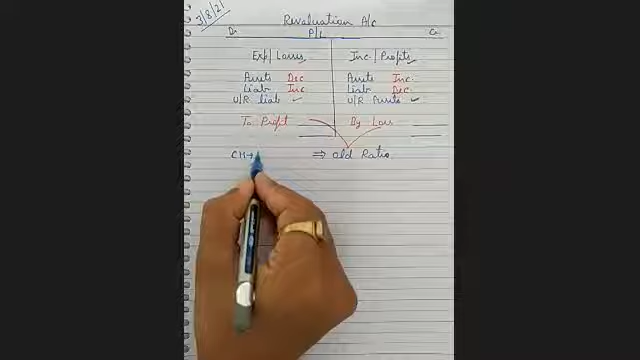 3/8/21
Revaluation A/c
Dr P/L Cr
Exp/Losses Inc/Profits
Assets Dec Assets Inc.
Liab Inc Liab Dec.
U/R Liab ✓ U/R Assets ✓
To Profit By Loss
CH→ ⇒ Old Ratio.